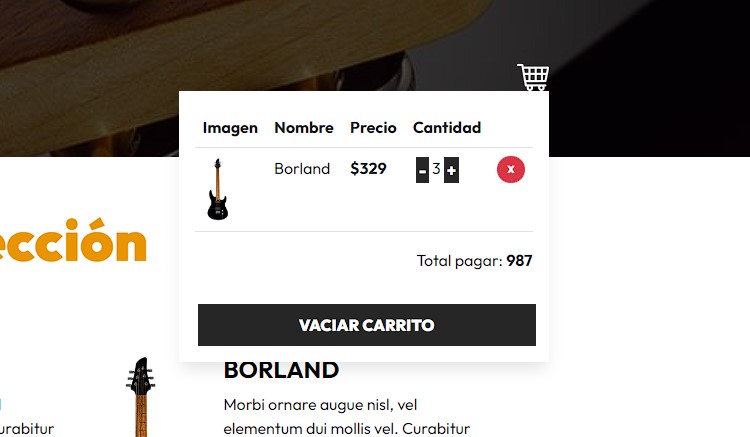 Imagen Nombre Precio Cantidad
Borland $329 - 3 + x
Total pagar: 987
VACIAR CARRITO
ección
BORLAND
Morbi ornare augue nisl, vel
urabitur elementum dui mollis vel. Curabitur